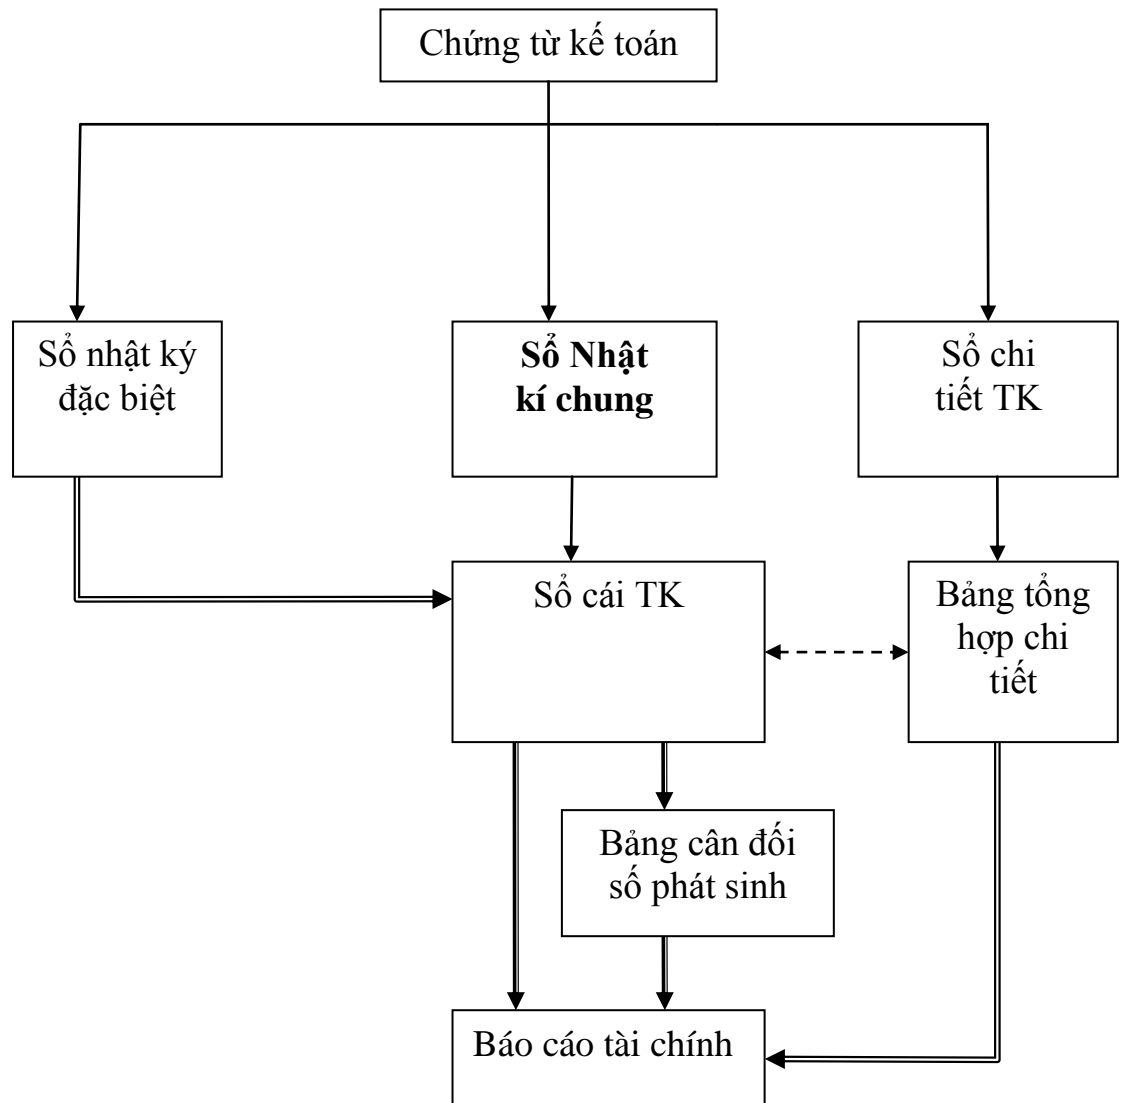 Chứng từ kế toán
Sổ nhật ký
đặc biệt
Sổ Nhật
kí chung
Sổ chi
tiết TK
Sổ cái TK
Bảng tổng
hợp chi
tiết
Bảng cân đối
số phát sinh
Báo cáo tài chính